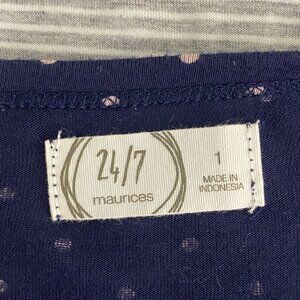 24/7
maurices
1
MADE IN
INDONESIA